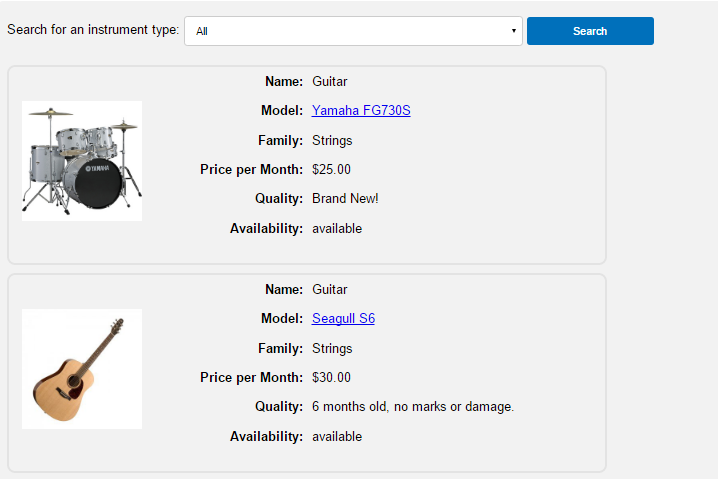 Search for an instrument type: All Search
Name: Guitar
Model: Yamaha FG730S
Family: Strings
Price per Month: $25.00
Quality: Brand New!
Availability: available
YAMAHA
Name: Guitar
Model: Seagull S6
Family: Strings
Price per Month: $30.00
Quality: 6 months old, no marks or damage.
Availability: available